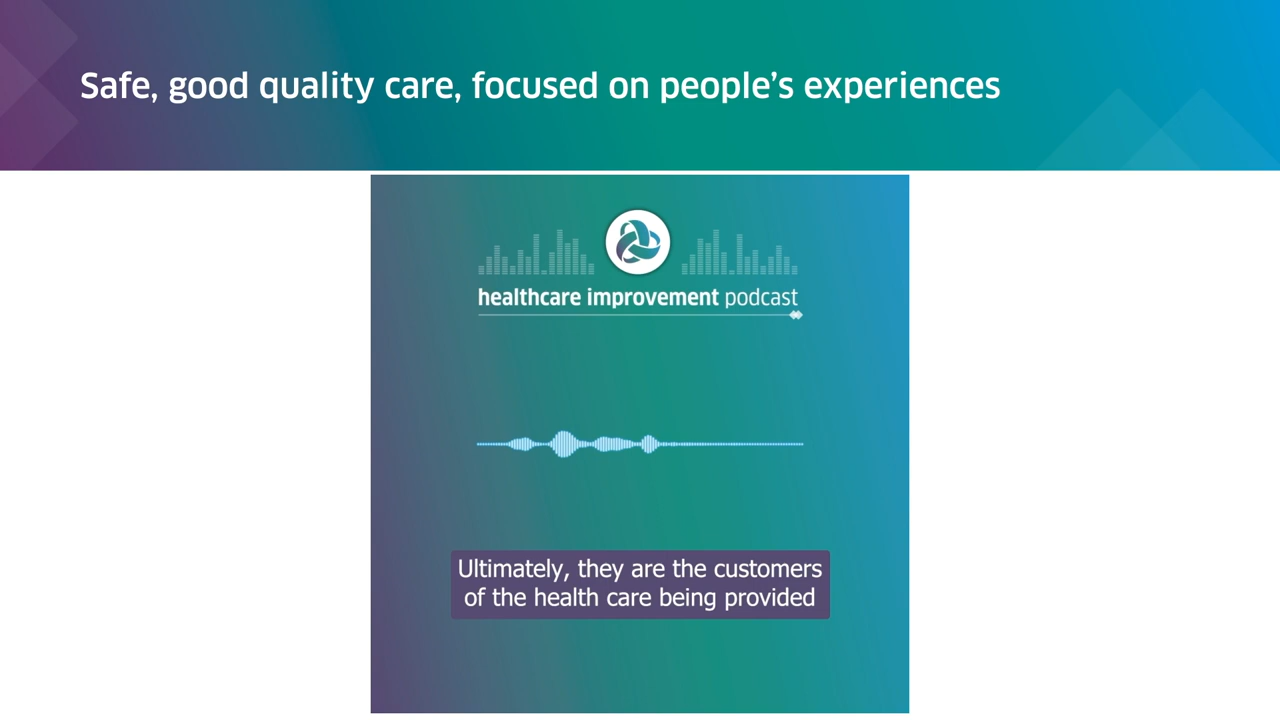 Safe, good quality care, focused on people’s experiences
healthcare improvement podcast
Ultimately, they are the customers
of the health care being provided